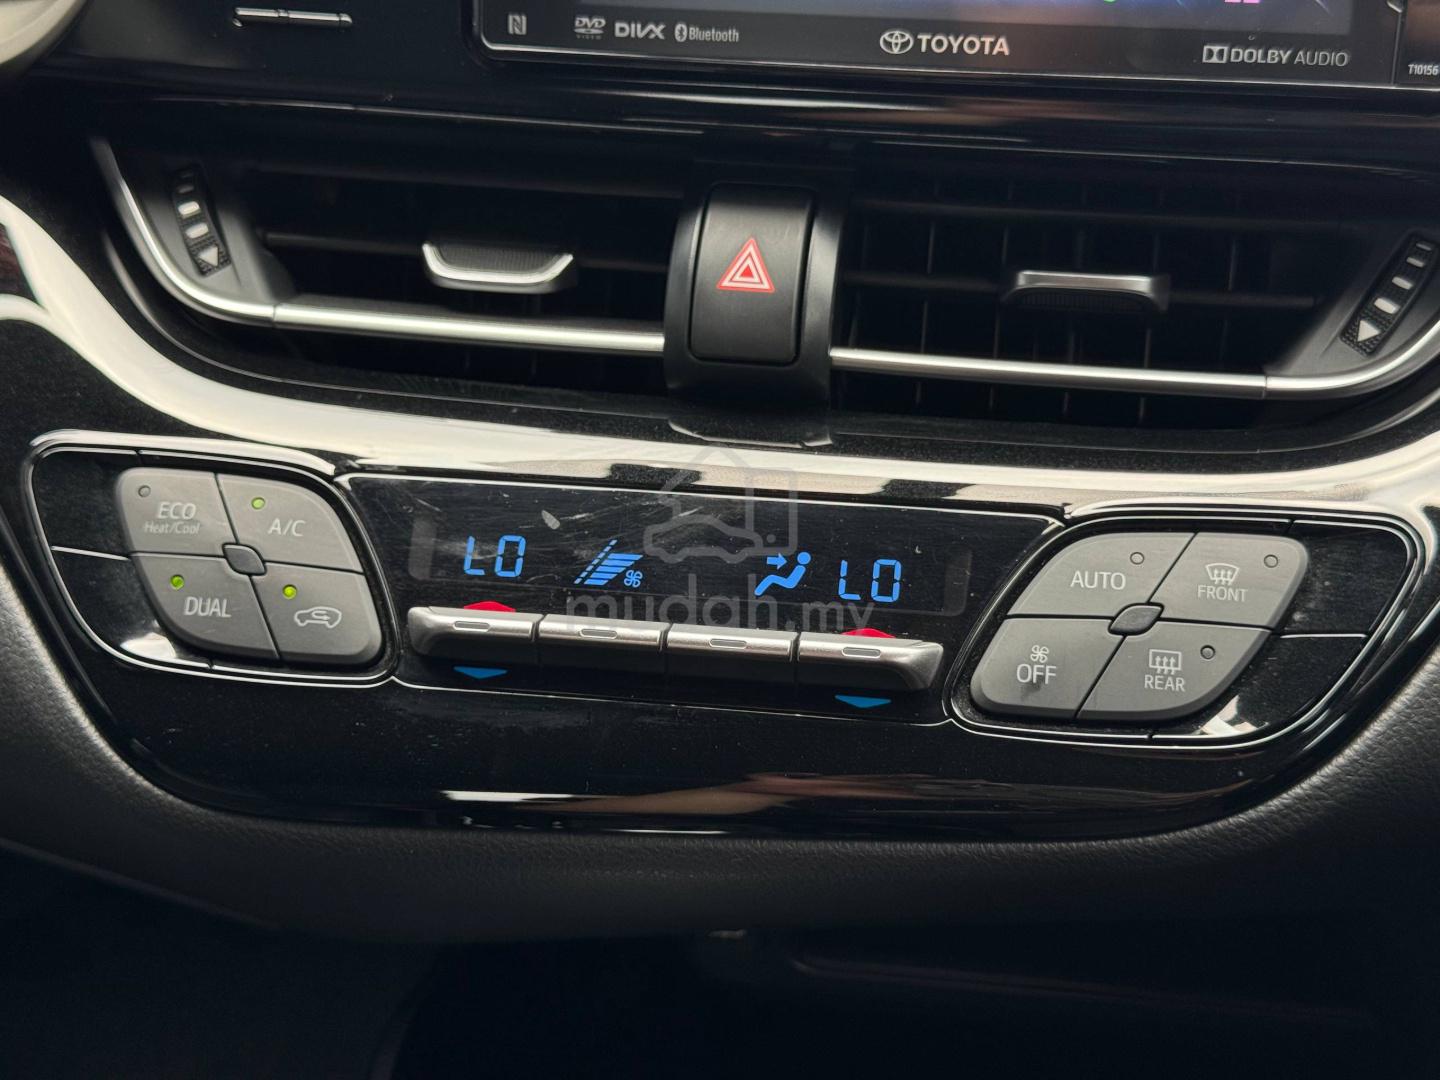 DVD VIDEO DIVX Bluetooth
TOYOTA
DOLBY AUDIO
T10156
ECO
Heat/Cool
A/C
DUAL
LO
LO
mudah.my
AUTO
FRONT
OFF
REAR